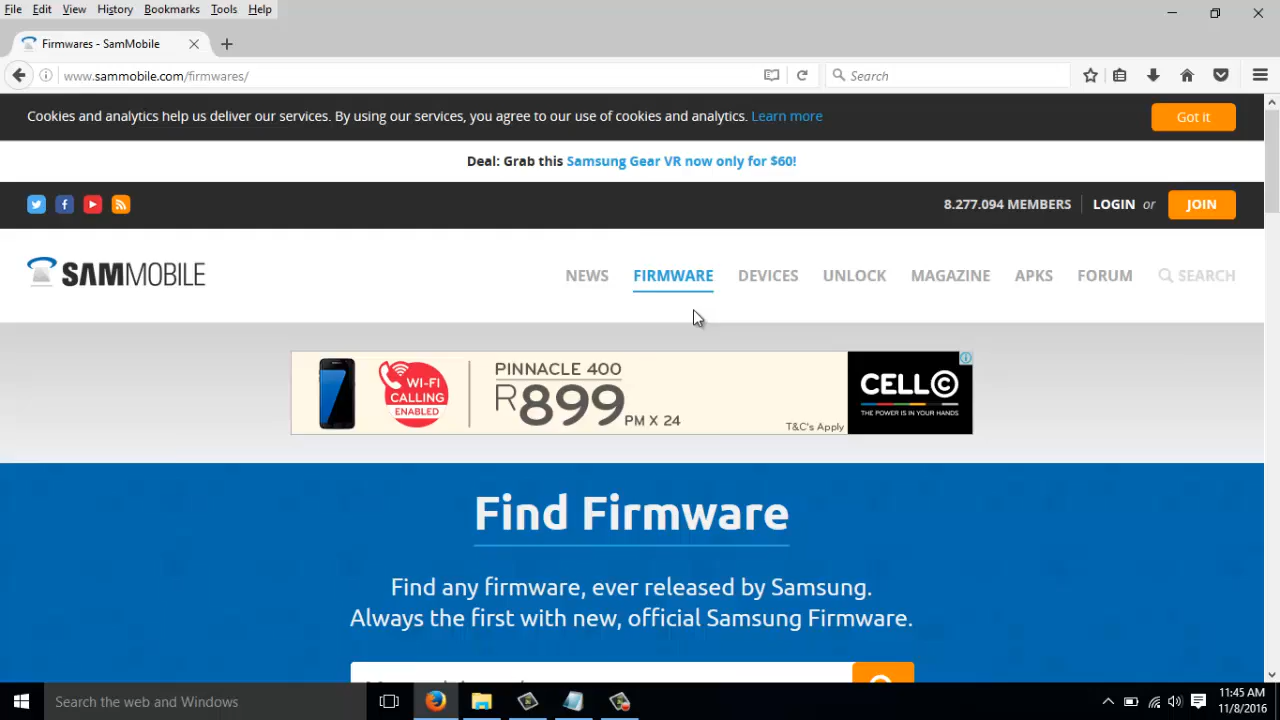 File Edit View History Bookmarks Tools Help
Firmwares - SamMobile
www.sammobile.com/firmwares/
Search
Cookies and analytics help us deliver our services. By using our services, you agree to our use of cookies and analytics. Learn more
Got it
Deal: Grab this Samsung Gear VR now only for $60!
8.277.094 MEMBERS LOGIN or JOIN
SAMMOBILE
NEWS FIRMWARE DEVICES UNLOCK MAGAZINE APKS FORUM SEARCH
WI-FI
CALLING
ENABLED
PINNACLE 400
R899 PM X 24
T&C's Apply
CELL C
THE POWER IS IN YOUR HANDS
Find Firmware
Find any firmware, ever released by Samsung.
Always the first with new, official Samsung Firmware.
Search the web and Windows
11:45 AM
11/8/2016